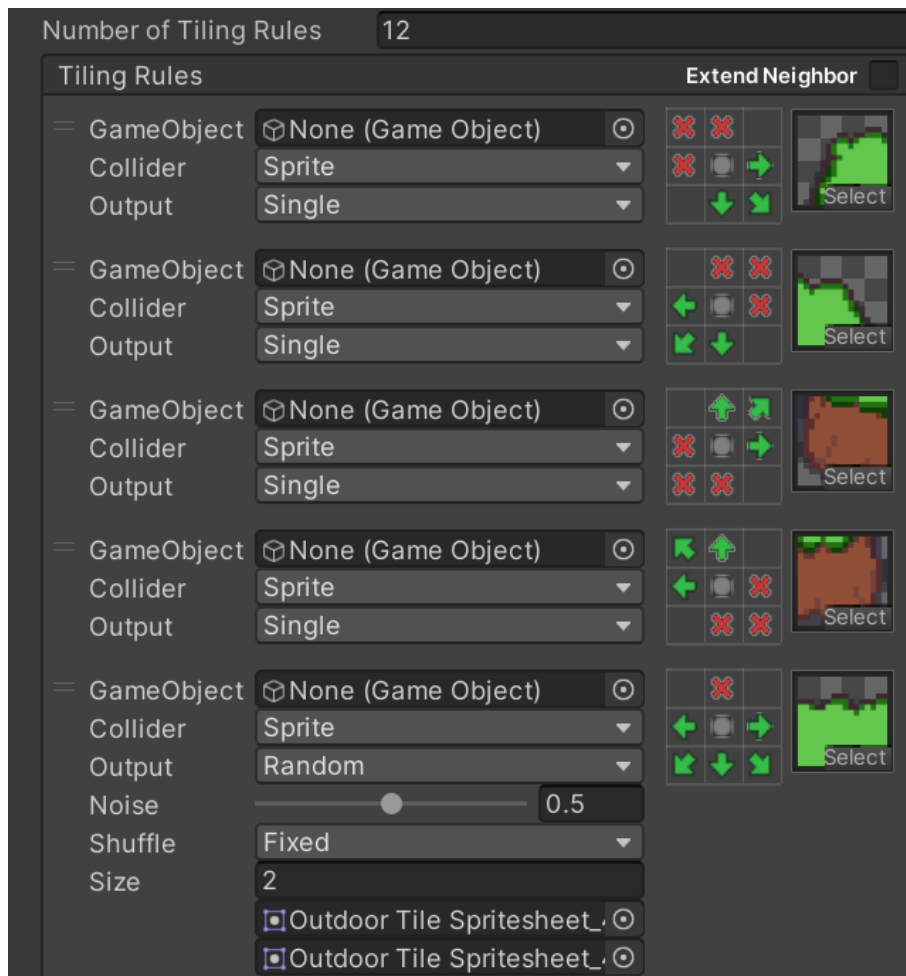 Number of Tiling Rules 12
Tiling Rules Extend Neighbor
GameObject None (Game Object)
Collider Sprite
Output Single
Select
GameObject None (Game Object)
Collider Sprite
Output Single
Select
GameObject None (Game Object)
Collider Sprite
Output Single
Select
GameObject None (Game Object)
Collider Sprite
Output Single
Select
GameObject None (Game Object)
Collider Sprite
Output Random
Select
Noise 0.5
Shuffle Fixed
Size 2
Outdoor Tile Spritesheet_
Outdoor Tile Spritesheet_